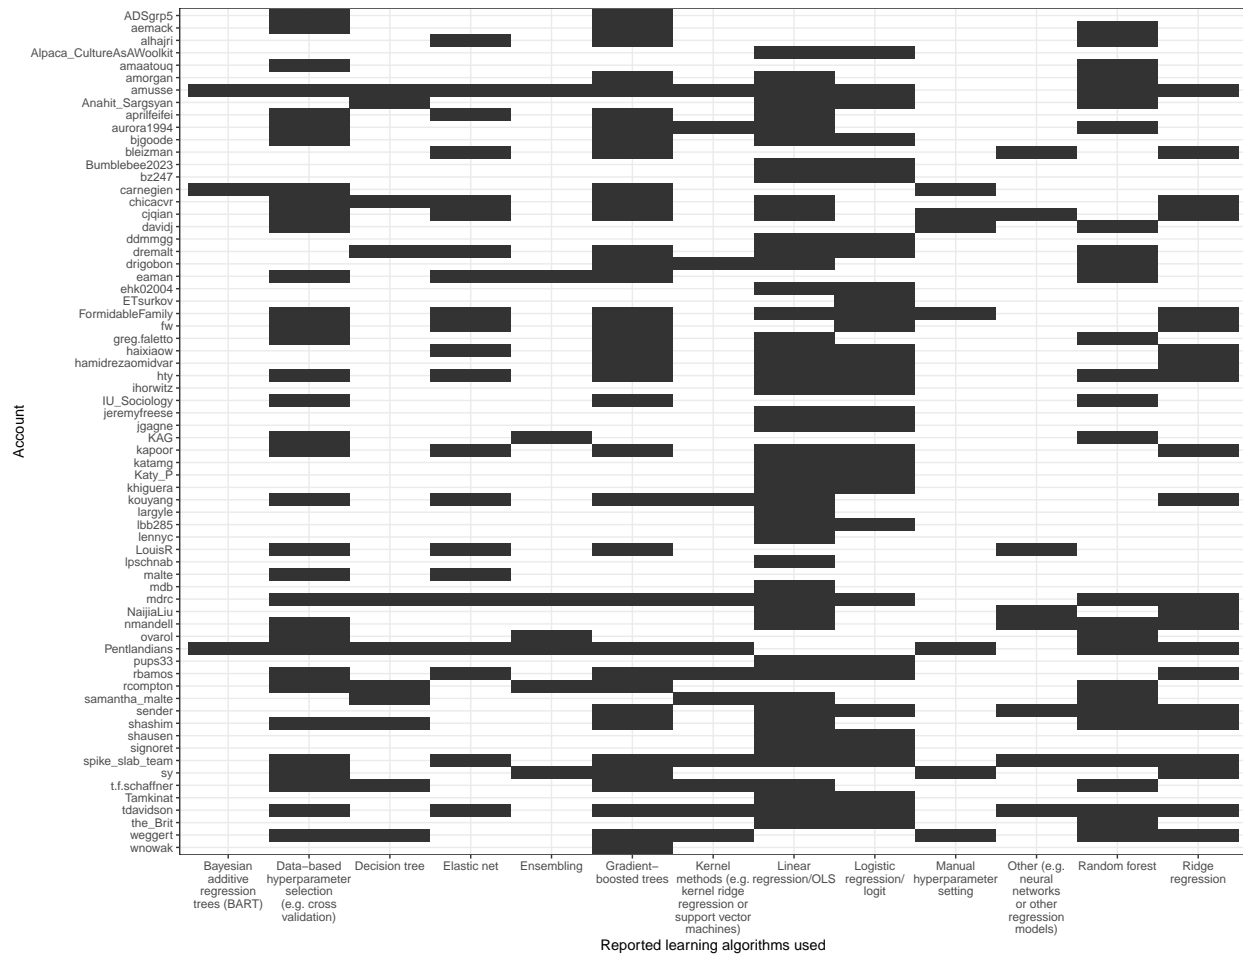 ADSgrp5
aemack
alhajri
Alpaca_CultureAsAWoolkit
amaatouq
amorgan
amusse
Anahit_Sargsyan
aprilfeifei
aurora1994
bjgoode
bleizman
Bumblebee2023
bz247
carnegien
chicacvr
cjqian
davidj
ddmmgg
dremalt
drigobon
eaman
ehk02004
ETsurkov
FormidableFamily
fw
greg.faletto
haixiaow
hamidrezaomidvar
hty
ihorwitz
IU_Sociology
jeremyfreese
jgagne
KAG
kapoor
katamg
Katy_P
khiguera
kouyang
largyle
lbb285
lennyc
LouisR
lpschnab
malte
mdb
mdrc
NaijiaLiu
nmandell
ovarol
Pentlandians
pups33
rbamos
rcompton
samantha_malte
sender
shashim
shausen
signoret
spike_slab_team
sy
t.f.schaffner
Tamkinat
tdavidson
the_Brit
weggert
wnowak
Account
Bayesian
additive
regression
trees (BART)
Data−based
hyperparameter
selection
(e.g. cross
validation)
Decision tree
Elastic net
Ensembling
Gradient−
boosted trees
Kernel
methods (e.g.
kernel ridge
regression or
support vector
machines)
Linear
regression/OLS
Logistic
regression/
logit
Manual
hyperparameter
setting
Other (e.g.
neural
networks
or other
regression
models)
Random forest
Ridge
regression
Reported learning algorithms used